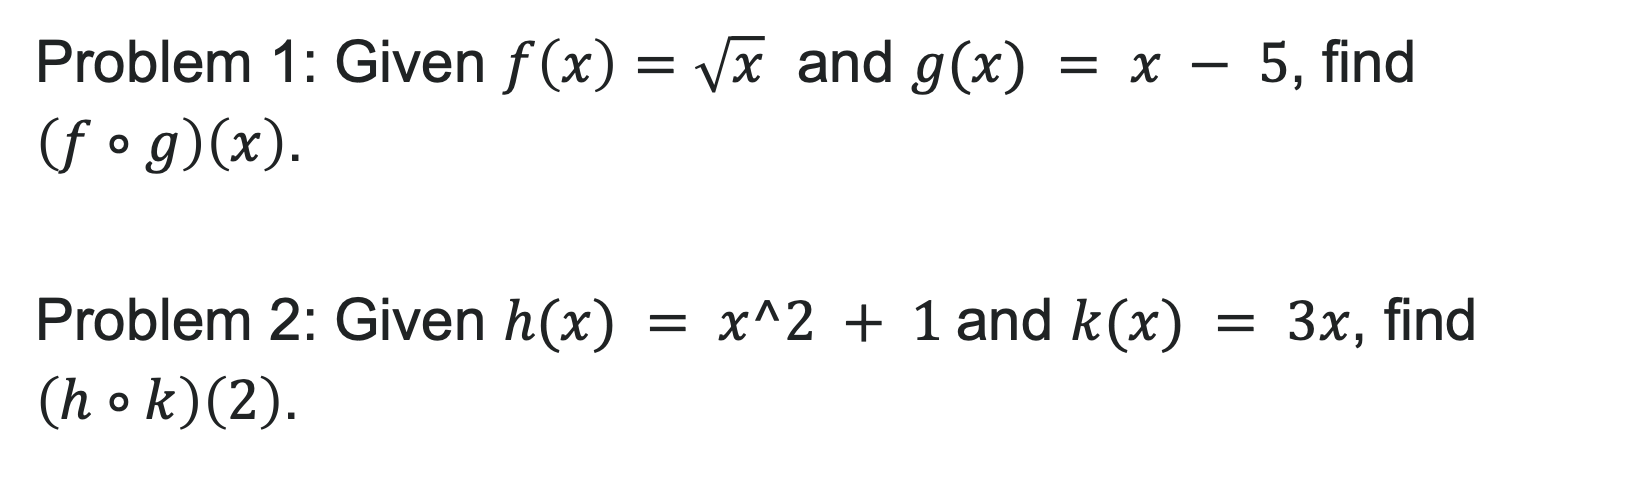 Problem 1: Given f(x) = √x and g(x) = x − 5, find
(f ∘ g)(x).
Problem 2: Given h(x) = x^2 + 1 and k(x) = 3x, find
(h ∘ k)(2).